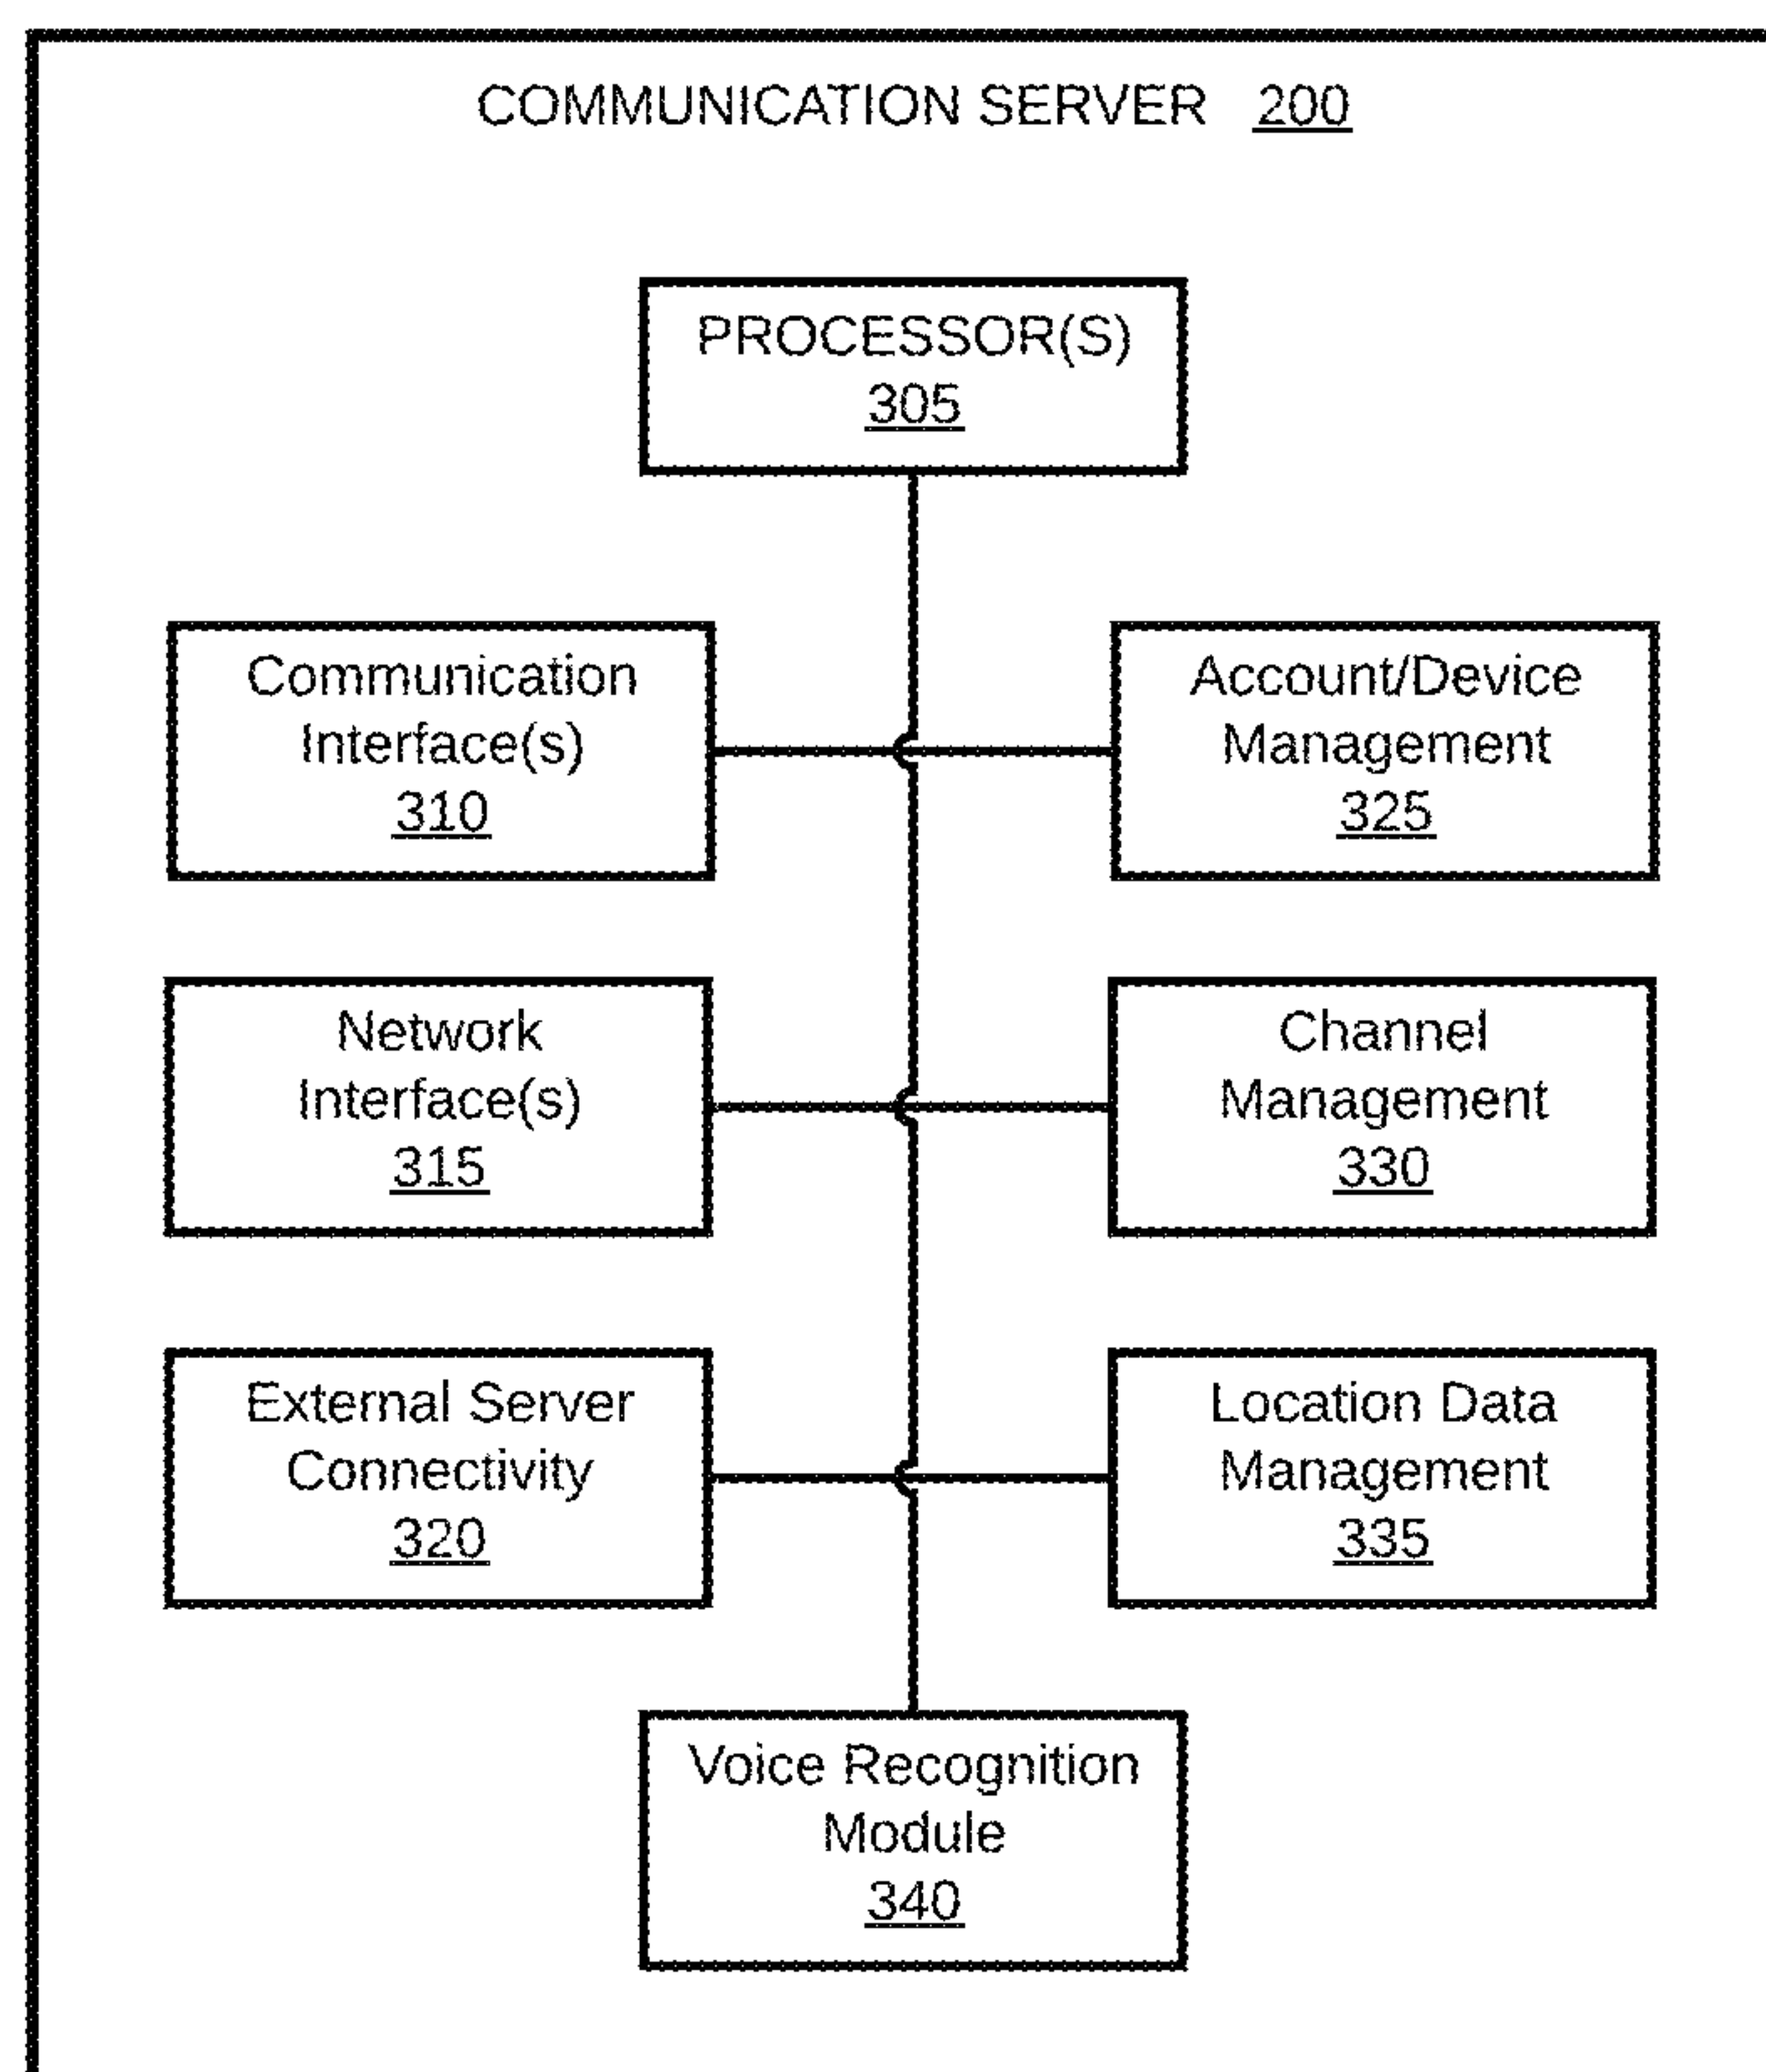 COMMUNICATION SERVER 200
PROCESSOR(S)
305
Communication
Interface(s)
310
Account/Device
Management
325
Network
Interface(s)
315
Channel
Management
330
External Server
Connectivity
320
Location Data
Management
335
Voice Recognition
Module
340